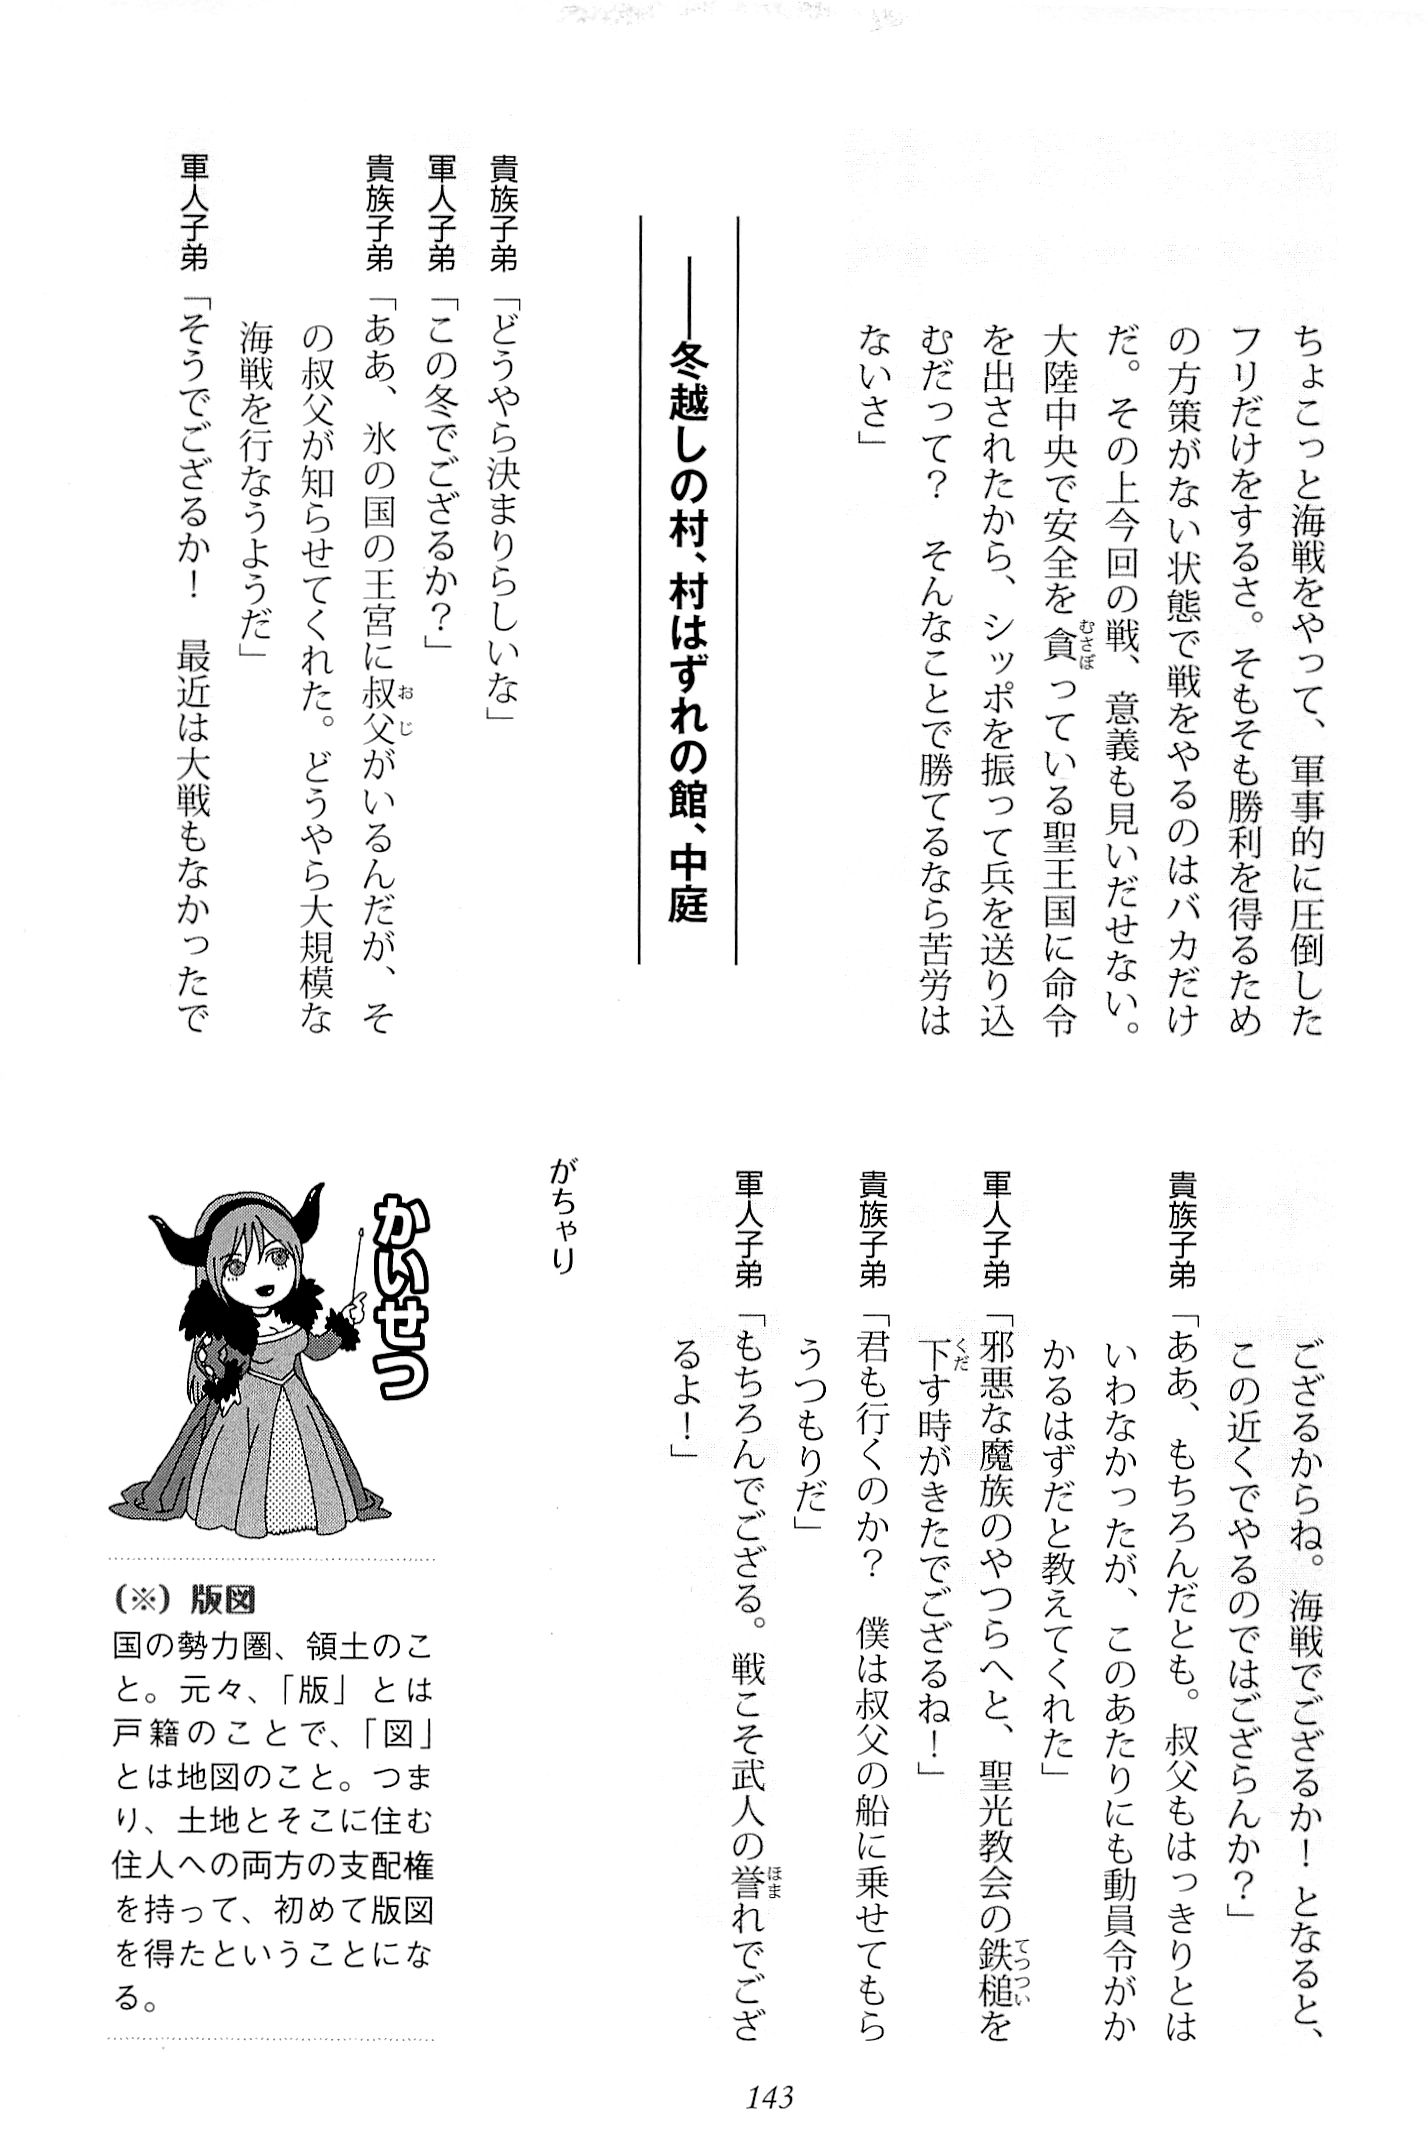 ちょこっと海戦をやって、軍事的に圧倒した
フリだけをするさ。そもそも勝利を得るため
の方策がない状態で戦をやるのはバカだけ
だ。その上今回の戦、意義も見いだせない。
大陸中央で安全を貪っている聖王国に命令
を出されたから、シッポを振って兵を送り込
むだって？　そんなことで勝てるなら苦労は
ないさ」
――冬越しの村、村はずれの館、中庭
貴族子弟「どうやら決まりらしいな」
軍人子弟「この冬でござるか？」
貴族子弟「ああ、氷の国の王宮に叔父がいるんだが、そ
の叔父が知らせてくれた。どうやら大規模な
海戦を行なうようだ」
軍人子弟「そうでござるか！　最近は大戦もなかったで
ござるからね。海戦でござるか！となると、
この近くでやるのではござらんか？」
貴族子弟「ああ、もちろんだとも。叔父もはっきりとは
いわなかったが、このあたりにも動員令がか
かるはずだと教えてくれた」
軍人子弟「邪悪な魔族のやつらへと、聖光教会の鉄槌を
下す時がきたでござるね！」
貴族子弟「君も行くのか？　僕は叔父の船に乗せてもら
うつもりだ」
軍人子弟「もちろんでござる。戦こそ武人の誉れでござ
るよ！」
がちゃり
かいせつ
（※）版図
国の勢力圏、領土のこ
と。元々、「版」とは
戸籍のことで、「図」
とは地図のこと。つま
り、土地とそこに住む
住人への両方の支配権
を持って、初めて版図
を得たということにな
る。
143